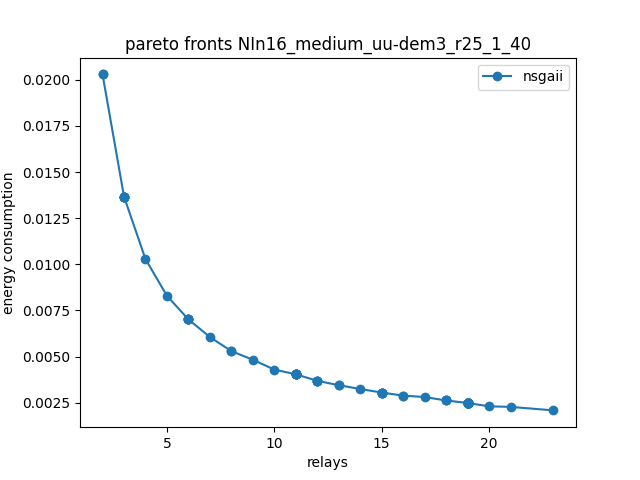 pareto fronts NIn16_medium_uu-dem3_r25_1_40
nsgaii
energy consumption
0.0200
0.0175
0.0150
0.0125
0.0100
0.0075
0.0050
0.0025
5 10 15 20
relays